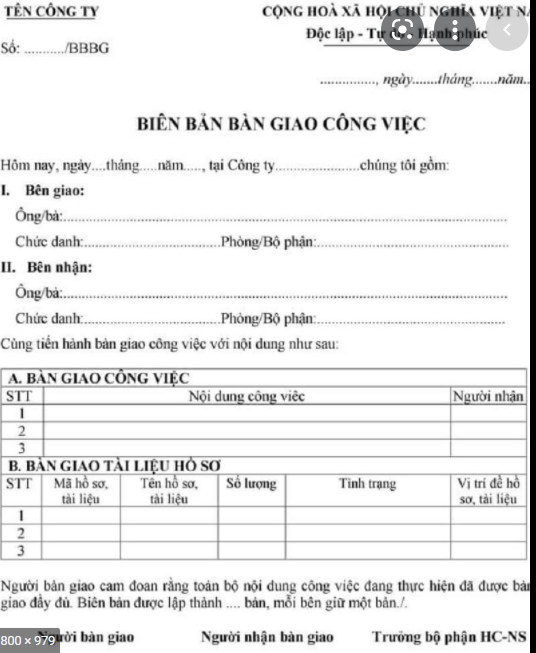 TÊN CÔNG TY
CỘNG HOÀ XÃ HỘI CHỦ NGHĨA VIỆT
Số: .........../BBBG
Độc lập - Tự do - Hạnh phúc
..............., ngày.......tháng.......năm..
BIÊN BẢN BÀN GIAO CÔNG VIỆC
Hôm nay, ngày....tháng.....năm....., tại Công ty......................chúng tôi gồm:
I. Bên giao:
Ông/bà:...............................................................................................
Chức danh:....................................Phòng/Bộ phận:..................................................
II. Bên nhận:
Ông/bà:...............................................................................................
Chức danh:....................................Phòng/Bộ phận:..................................................
Cùng tiến hành bàn giao công việc với nội dung như sau:
A. BÀN GIAO CÔNG VIỆC
STT Nội dung công viêc Người nhận
1
2
3
B. BÀN GIAO TÀI LIỆU HỒ SƠ
STT Mã hồ sơ, tài liệu Tên hồ sơ, tài liệu Số lượng Tình trạng Vị trí để hồ sơ, tài liệu
1
2
3
Người bàn giao cam đoan rằng toàn bộ nội dung công việc đang thực hiện đã được bàn
giao đầy đủ. Biên bản được lập thành .... bản, mỗi bên giữ một bản./.
Người bàn giao Người nhận bàn giao Trưởng bộ phận HC-NS
800 × 979